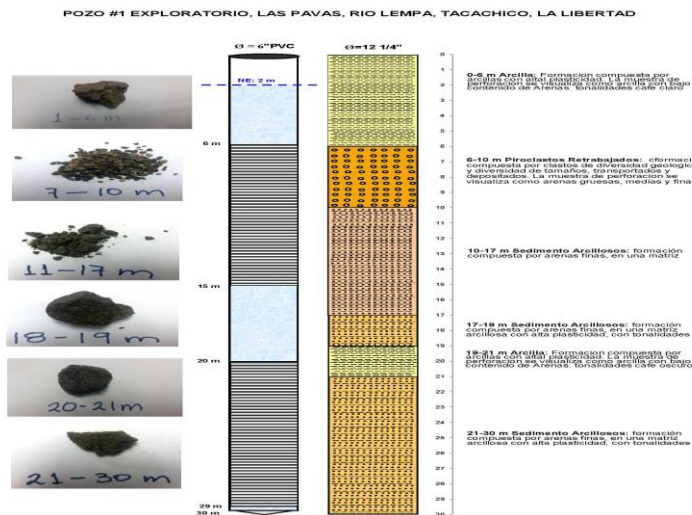 POZO #1 EXPLORATORIO, LAS PAVAS, RIO LEMPA, TACACHICO, LA LIBERTAD
Ø = 6"PVC
Ø=12 1/4"
NE: 2 m
6 m
15 m
20 m
29 m
30 m
1-6 m
7-10 m
11-17 m
18-19 m
20-21m
21-30 m
0
1
2
3
4
5
6
7
8
9
10
11
12
13
14
15
16
17
18
19
20
21
22
23
24
25
26
27
28
29
30
0-6 m Arcilla: Formacion compuesta por
arcillas con alta plasticidad. La muestra de
perforacion se visualiza como arcilla con bajo
contenido de Arenas. tonalidades cafe claro
6-10 m Piroclastos Retrabajados: cformaci
compuesta por clastos de diversidad geologic
y diversidad de tamaños, transportados y
depositados. La muestra de perforacion se
visualiza como arenas gruesas, medias y fina
10-17 m Sedimento Arcillosos: formación
compuesta por arenas finas, en una matriz
17-19 m Sedimento Arcillosos: formación
compuesta por arenas finas, en una matriz
arcillosa con alta plasticidad, con tonalidades
19-21 m Arcilla: Formacion compuesta por
arcillas con altal plasticidad. La muestra de
perforacion se visualiza como arcilla con bajo
contenido de Arenas. tonalidades cafe oscuro
21-30 m Sedimento Arcillosos: formación
compuesta por arenas finas, en una matriz
arcillosa con alta plasticidad, con tonalidades